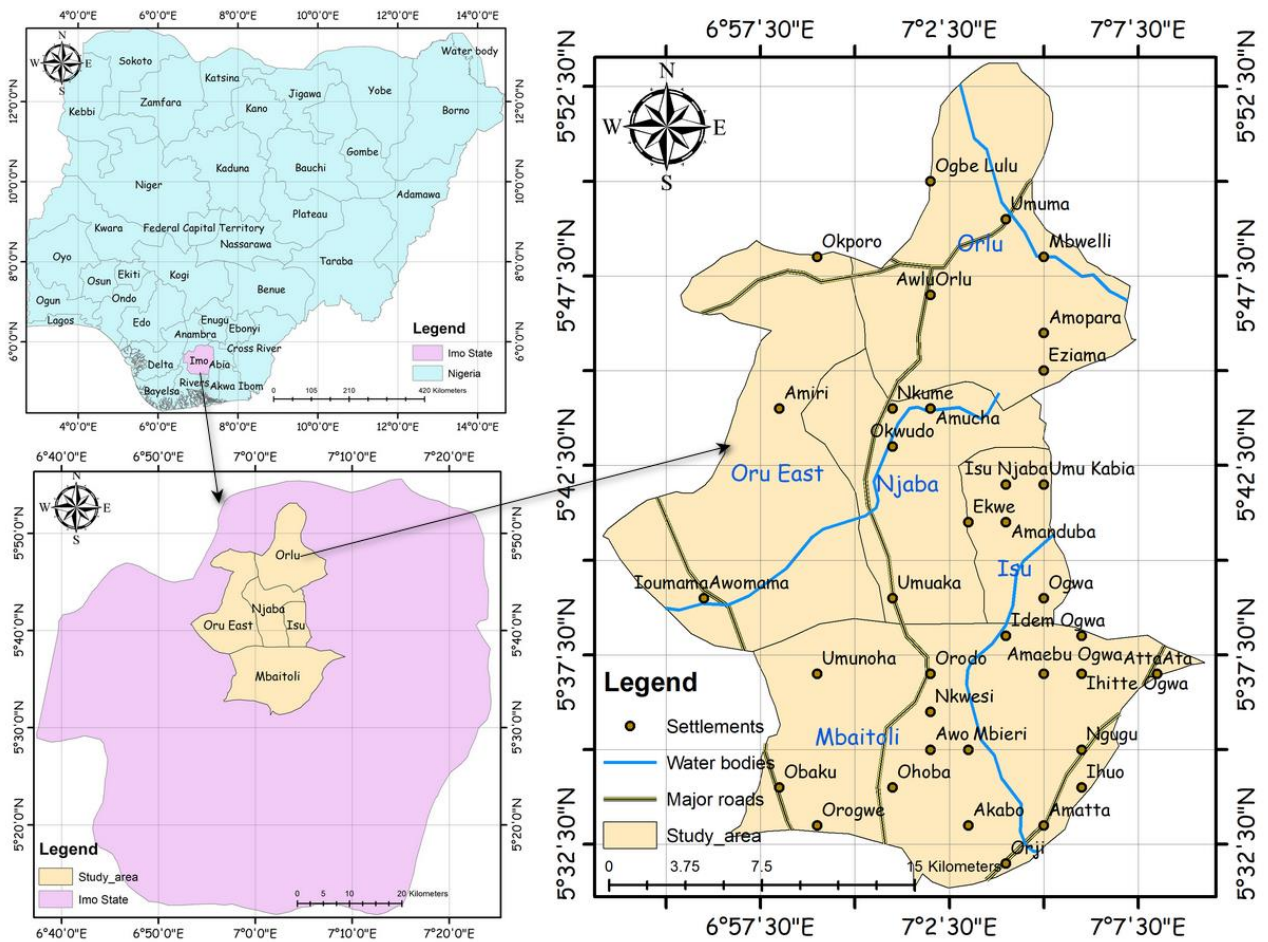 4°0'0"E 6°0'0"E 8°0'0"E 10°0'0"E 12°0'0"E 14°0'0"E
N
W E
S
Water body
Sokoto
Katsina
Jigawa
Yobe
Zamfara
Kano
Kebbi
Borno
Gombe
Kaduna
Bauchi
Niger
Adamawa
Plateau
Kwara
Federal Capital Territory
Nassarawa
Oyo
Taraba
Ekiti
Kogi
Osun
Benue
Ogun
Ondo
Lagos
Edo
Enugu
Ebonyi
Anambra
Cross River
Delta
Imo
Abia
Rivers
Akwa Ibom
Bayelsa
12°0'0"N
10°0'0"N
8°0'0"N
6°0'0"N
12°0'0"N
10°0'0"N
8°0'0"N
6°0'0"N
Legend
Imo State
Nigeria
0 105 210 420 Kilometers
4°0'0"E 6°0'0"E 8°0'0"E 10°0'0"E 12°0'0"E 14°0'0"E
6°40'0"E 6°50'0"E 7°0'0"E 7°10'0"E 7°20'0"E
N
W E
S
Orlu
Njaba
Oru East
Isu
Mbaitoli
5°50'0"N
5°40'0"N
5°30'0"N
5°20'0"N
5°50'0"N
5°40'0"N
5°30'0"N
5°20'0"N
Legend
Study_area
Imo State
0 5 10 20 Kilometers
6°40'0"E 6°50'0"E 7°0'0"E 7°10'0"E 7°20'0"E
6°57'30"E 7°2'30"E 7°7'30"E
N
W E
S
Ogbe Lulu
Umuma
Okporo
Orlu
Mbwelli
AwluOrlu
Amopara
Eziama
Amiri
Nkume
Amucha
Okwudo
Oru East
Njaba
Isu Njaba
Umu Kabia
Ekwe
Amanduba
Isu
IoumamaAwomama
Umuaka
Ogwa
Idem Ogwa
Umunoha
Orodo
Amaebu Ogwa
AttaAta
Ihitte Ogwa
Nkwesi
Mbaitoli
Awo Mbieri
Ngugu
Obaku
Ohoba
Ihuo
Orogwe
Akabo
Amatta
Orji
5°52'30"N
5°47'30"N
5°42'30"N
5°37'30"N
5°32'30"N
5°52'30"N
5°47'30"N
5°42'30"N
5°37'30"N
5°32'30"N
Legend
Settlements
Water bodies
Major roads
Study_area
0 3.75 7.5 15 Kilometers
6°57'30"E 7°2'30"E 7°7'30"E